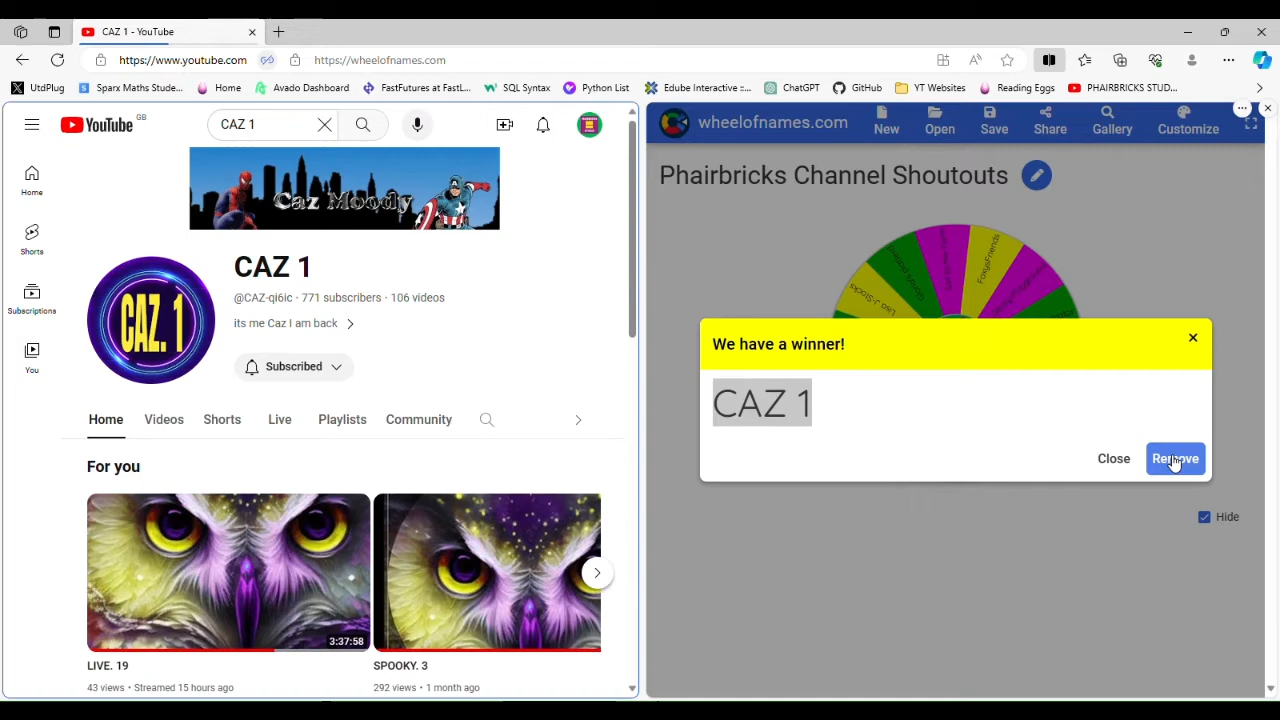 CAZ 1 - YouTube
https://www.youtube.com
https://wheelofnames.com
UtdPlug
Sparx Maths Stude...
Home
Avado Dashboard
FastFutures at FastL...
SQL Syntax
Python List
Edube Interactive ::...
ChatGPT
GitHub
YT Websites
Reading Eggs
PHAIRBRICKS STUD...
YouTube GB
CAZ 1
Home
Shorts
Subscriptions
You
Caz Moody
CAZ. 1
CAZ 1
@CAZ-qi6ic · 771 subscribers · 106 videos
its me Caz I am back
Subscribed
Home Videos Shorts Live Playlists Community
For you
3:37:58
LIVE. 19
43 views · Streamed 15 hours ago
SPOOKY. 3
292 views · 1 month ago
wheelofnames.com
New
Open
Save
Share
Gallery
Customize
Phairbricks Channel Shoutouts
Lisa J-Stocks
FoxysFriends
We have a winner!
CAZ 1
Close
Remove
Hide